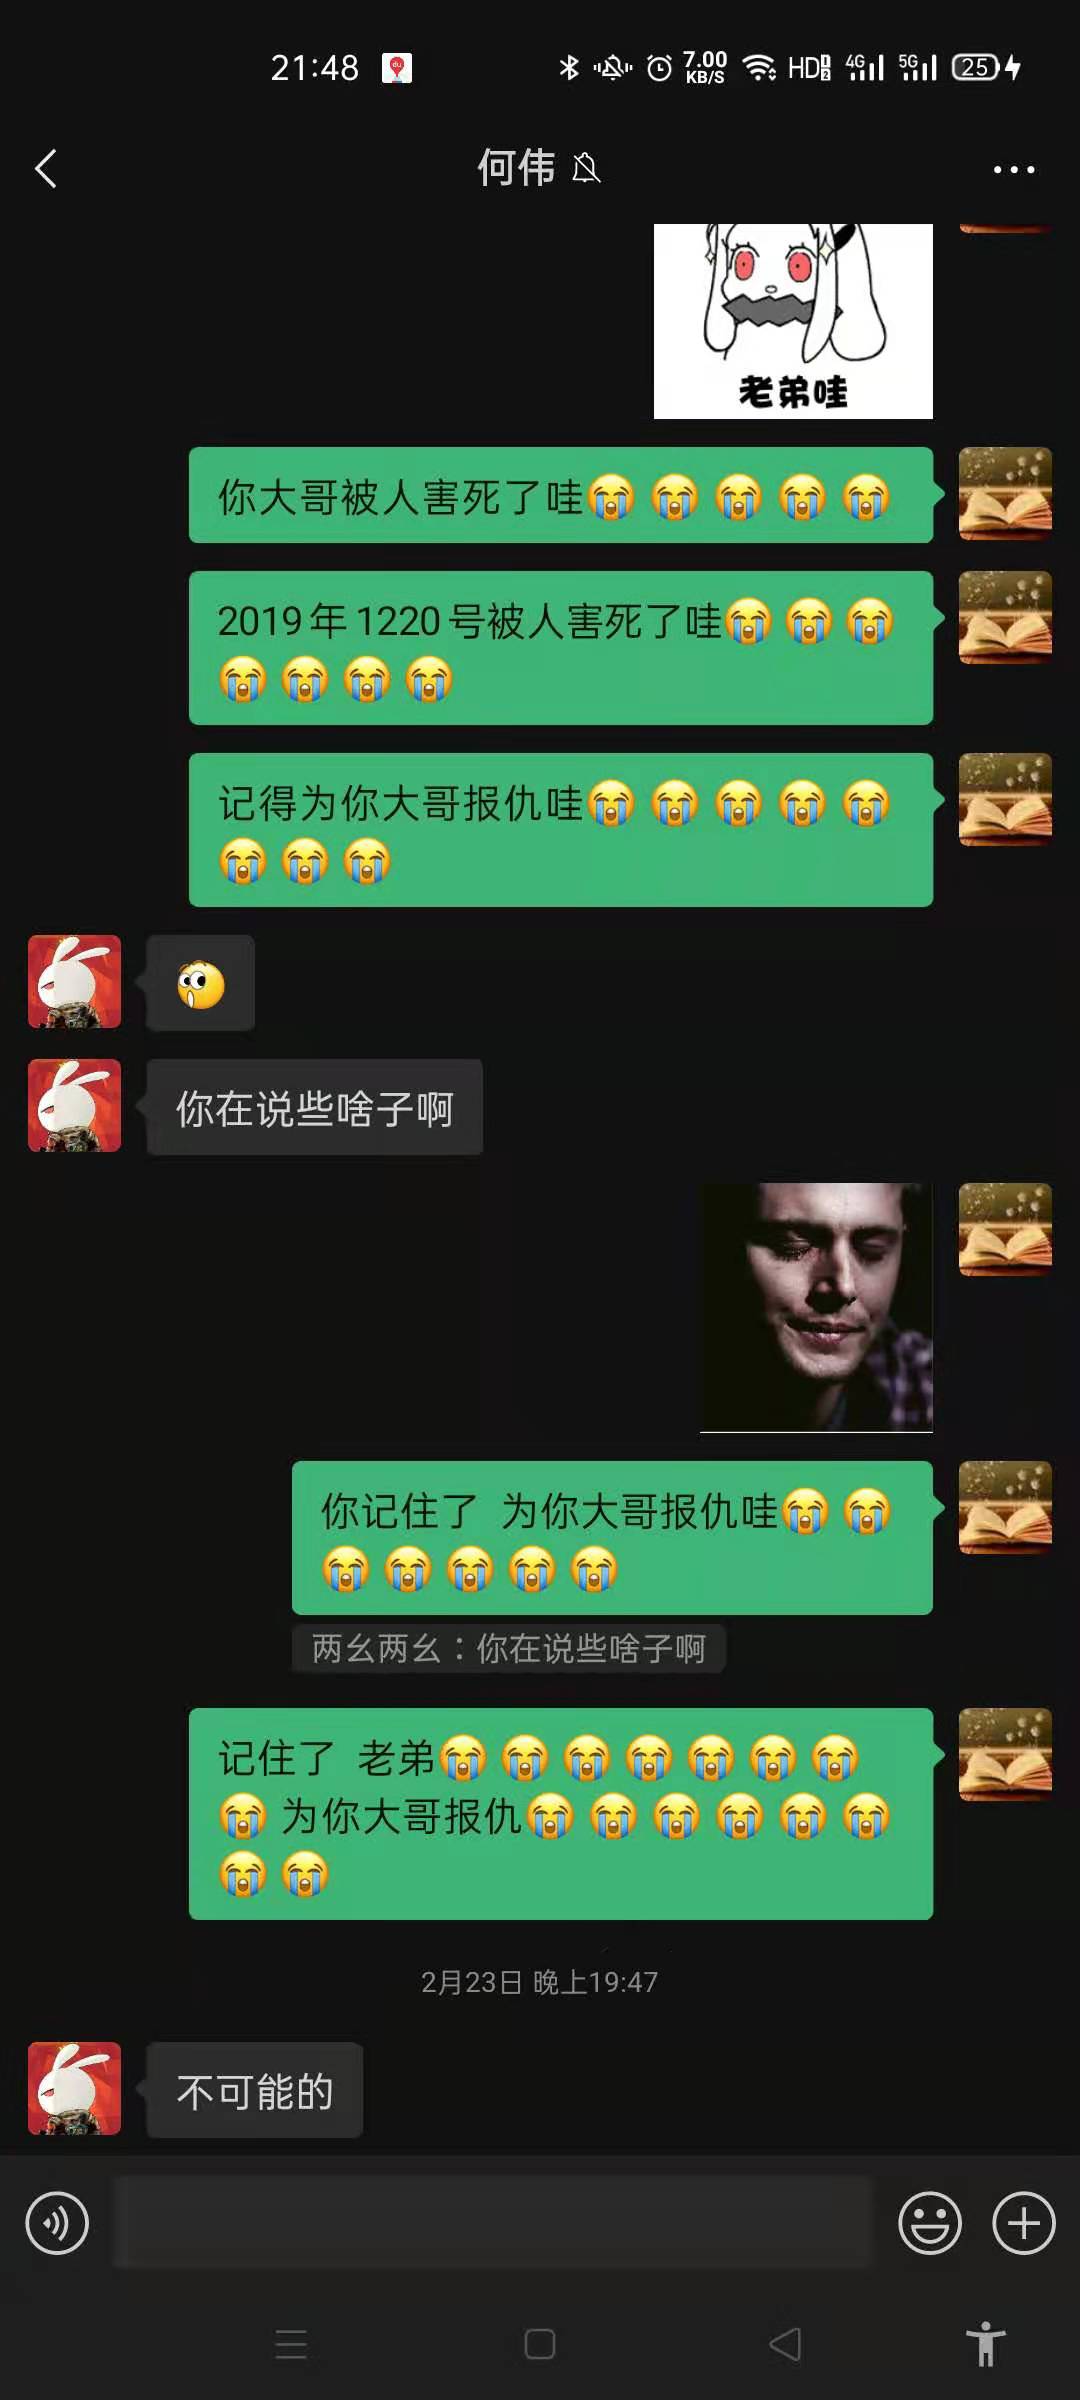 21:48
du
7.00
KB/S
HD
4G
5G
25
何伟
老弟哇
你大哥被人害死了哇😭😭😭😭😭
2019年1220号被人害死了哇😭😭😭
😭😭😭😭
记得为你大哥报仇哇😭😭😭😭😭
😭😭😭
你在说些啥子啊
你记住了 为你大哥报仇哇😭😭
😭😭😭😭😭
两幺两幺：你在说些啥子啊
记住了 老弟😭😭😭😭😭😭😭
😭为你大哥报仇😭😭😭😭😭😭
😭😭
2月23日 晚上19:47
不可能的